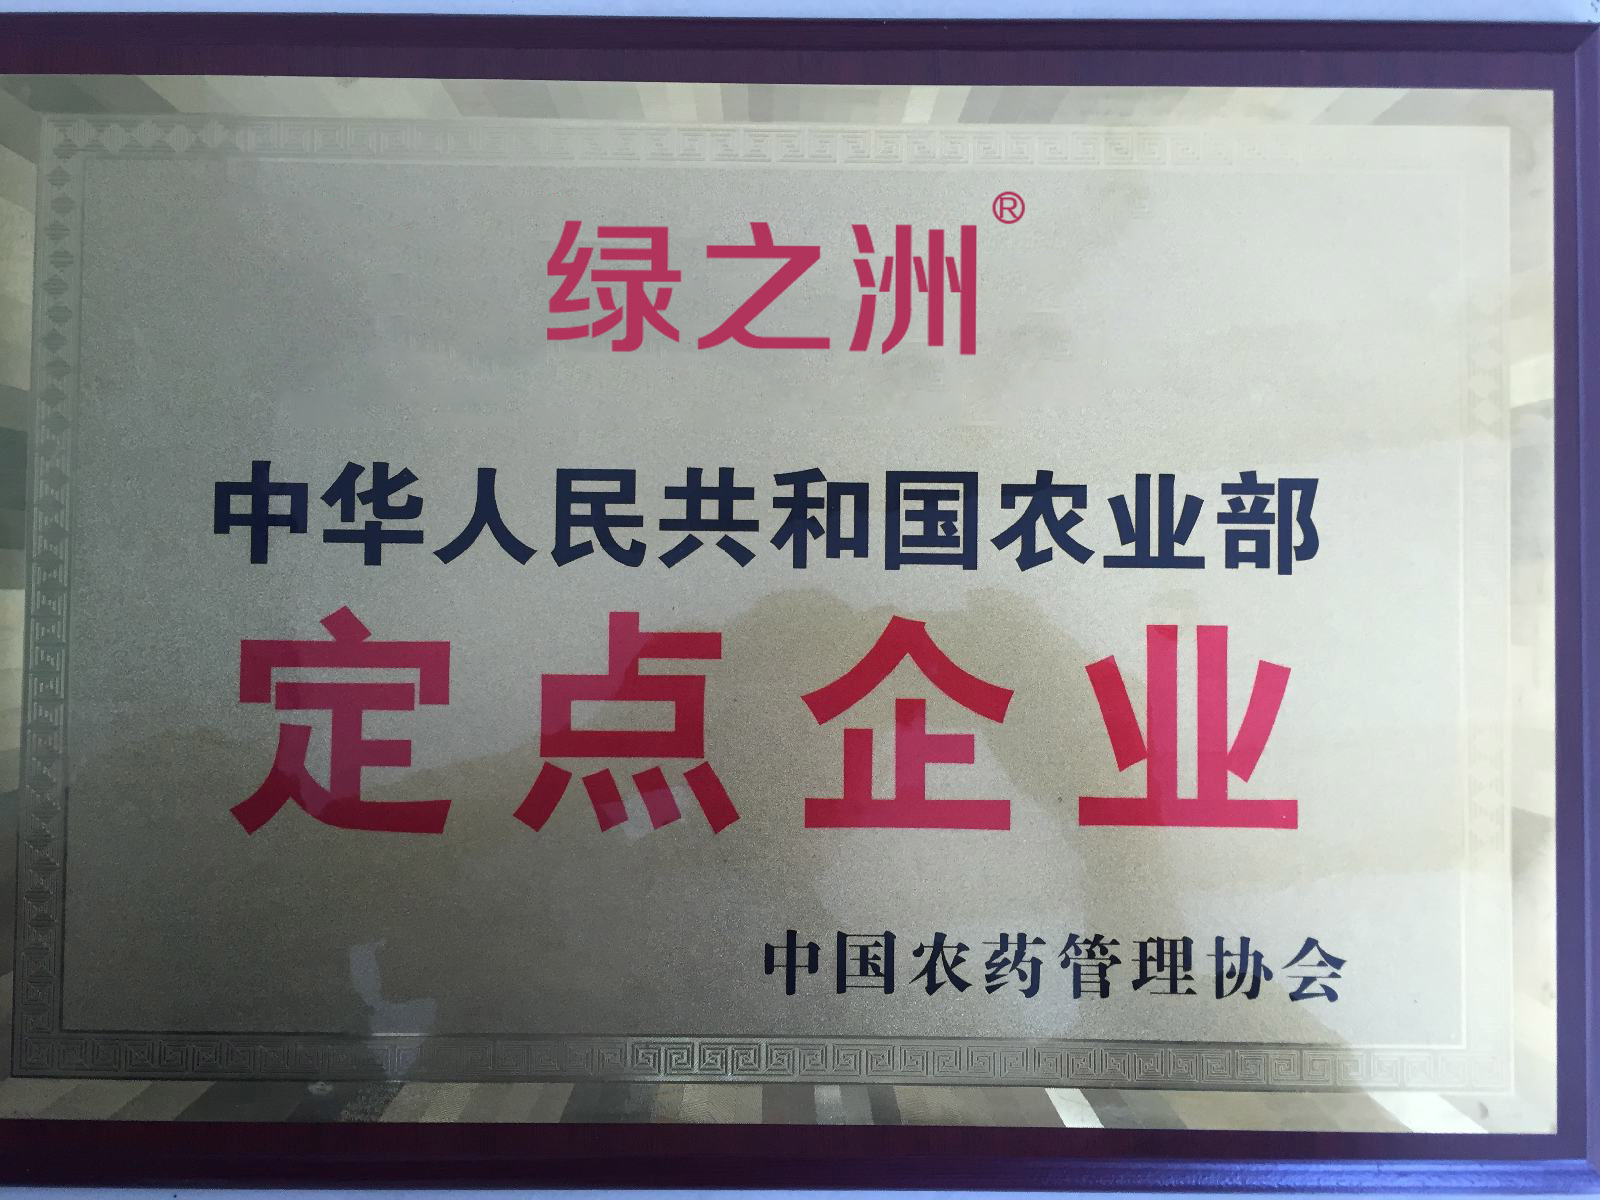 绿之洲®
中华人民共和国农业部
定点企业
中国农药管理协会